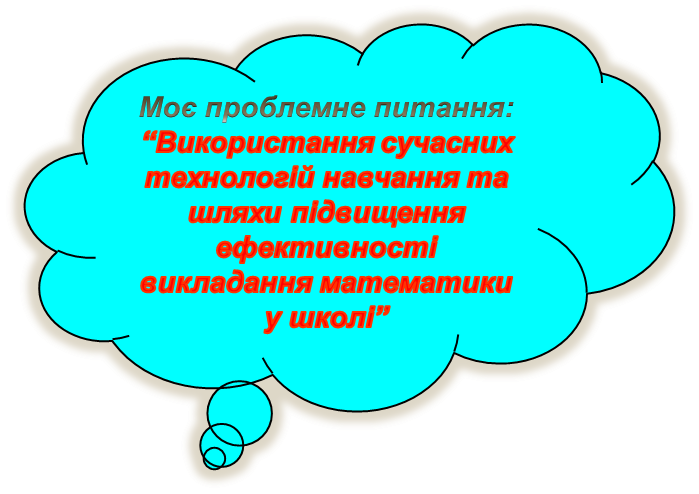 Моє проблемне питання:
“Використання сучасних
технологій навчання та
шляхи підвищення
ефективності
викладання математики
у школі”